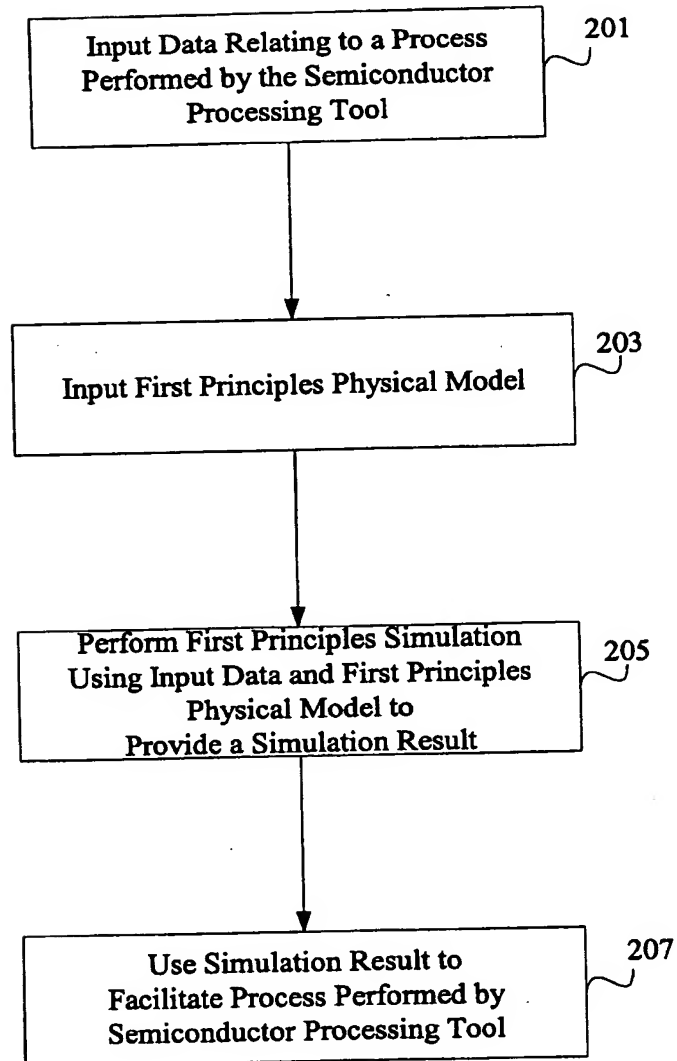 Input Data Relating to a Process
Performed by the Semiconductor
Processing Tool
201
Input First Principles Physical Model
203
Perform First Principles Simulation
Using Input Data and First Principles
Physical Model to
Provide a Simulation Result
205
Use Simulation Result to
Facilitate Process Performed by
Semiconductor Processing Tool
207